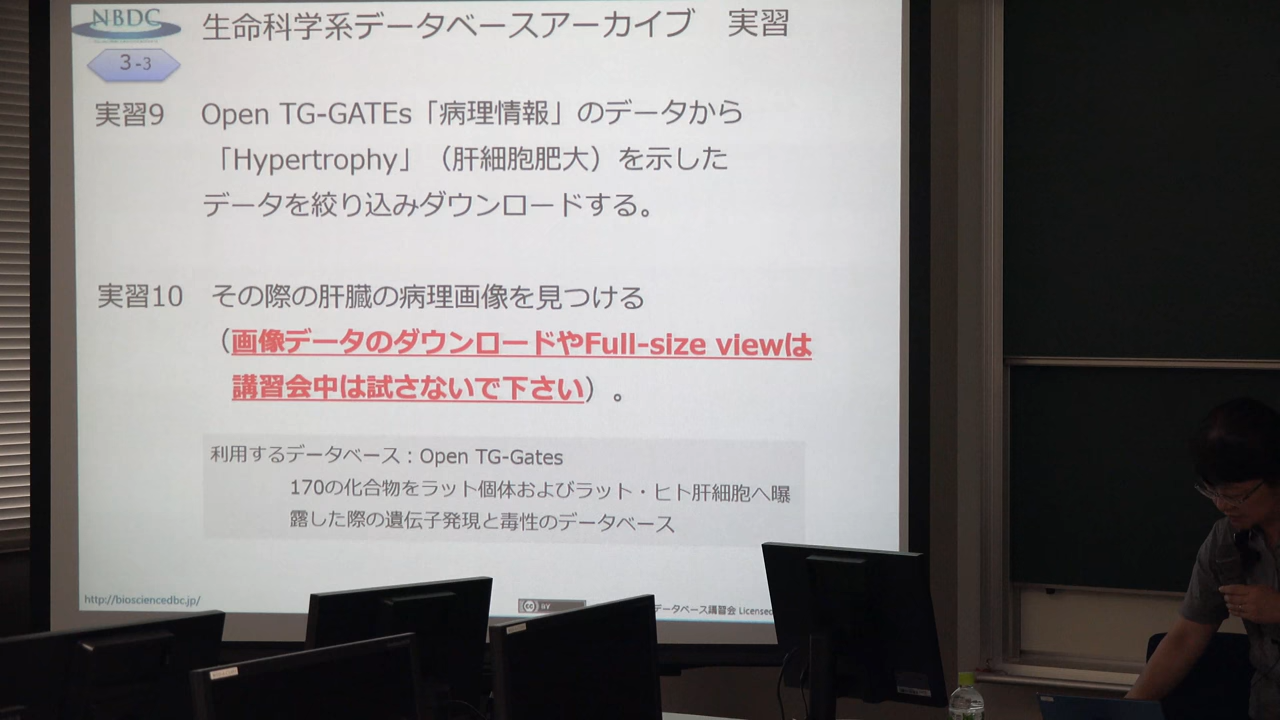 NBDC
生命科学系データベースアーカイブ 実習
3-3
実習9 Open TG-GATEs「病理情報」のデータから
「Hypertrophy」（肝細胞肥大）を示した
データを絞り込みダウンロードする。
実習10 その際の肝臓の病理画像を見つける
（画像データのダウンロードやFull-size viewは
講習会中は試さないで下さい）。
利用するデータベース：Open TG-Gates
170の化合物をラット個体およびラット・ヒト肝細胞へ曝
露した際の遺伝子発現と毒性のデータベース
http://biosciencedbc.jp/
cc BY
データベース講習会 Licensed